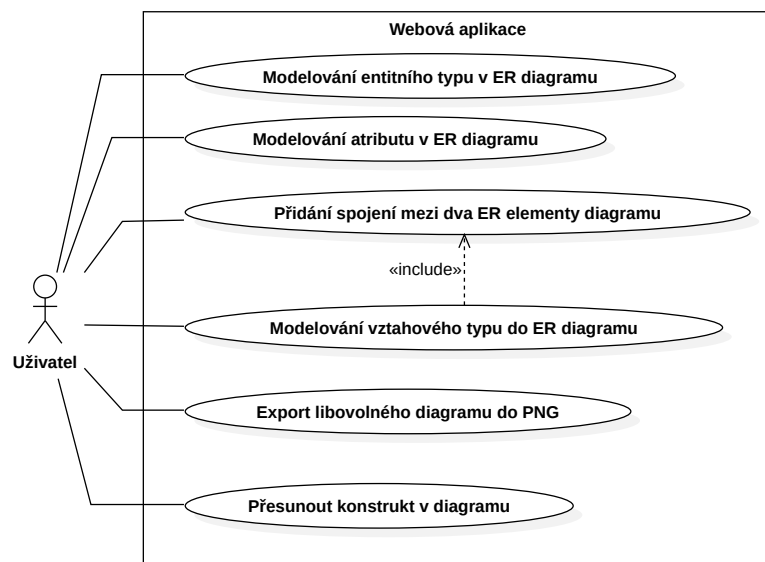 Webová aplikace
Modelování entitního typu v ER diagramu
Modelování atributu v ER diagramu
Přidání spojení mezi dva ER elementy diagramu
«include»
Modelování vztahového typu do ER diagramu
Uživatel
Export libovolného diagramu do PNG
Přesunout konstrukt v diagramu